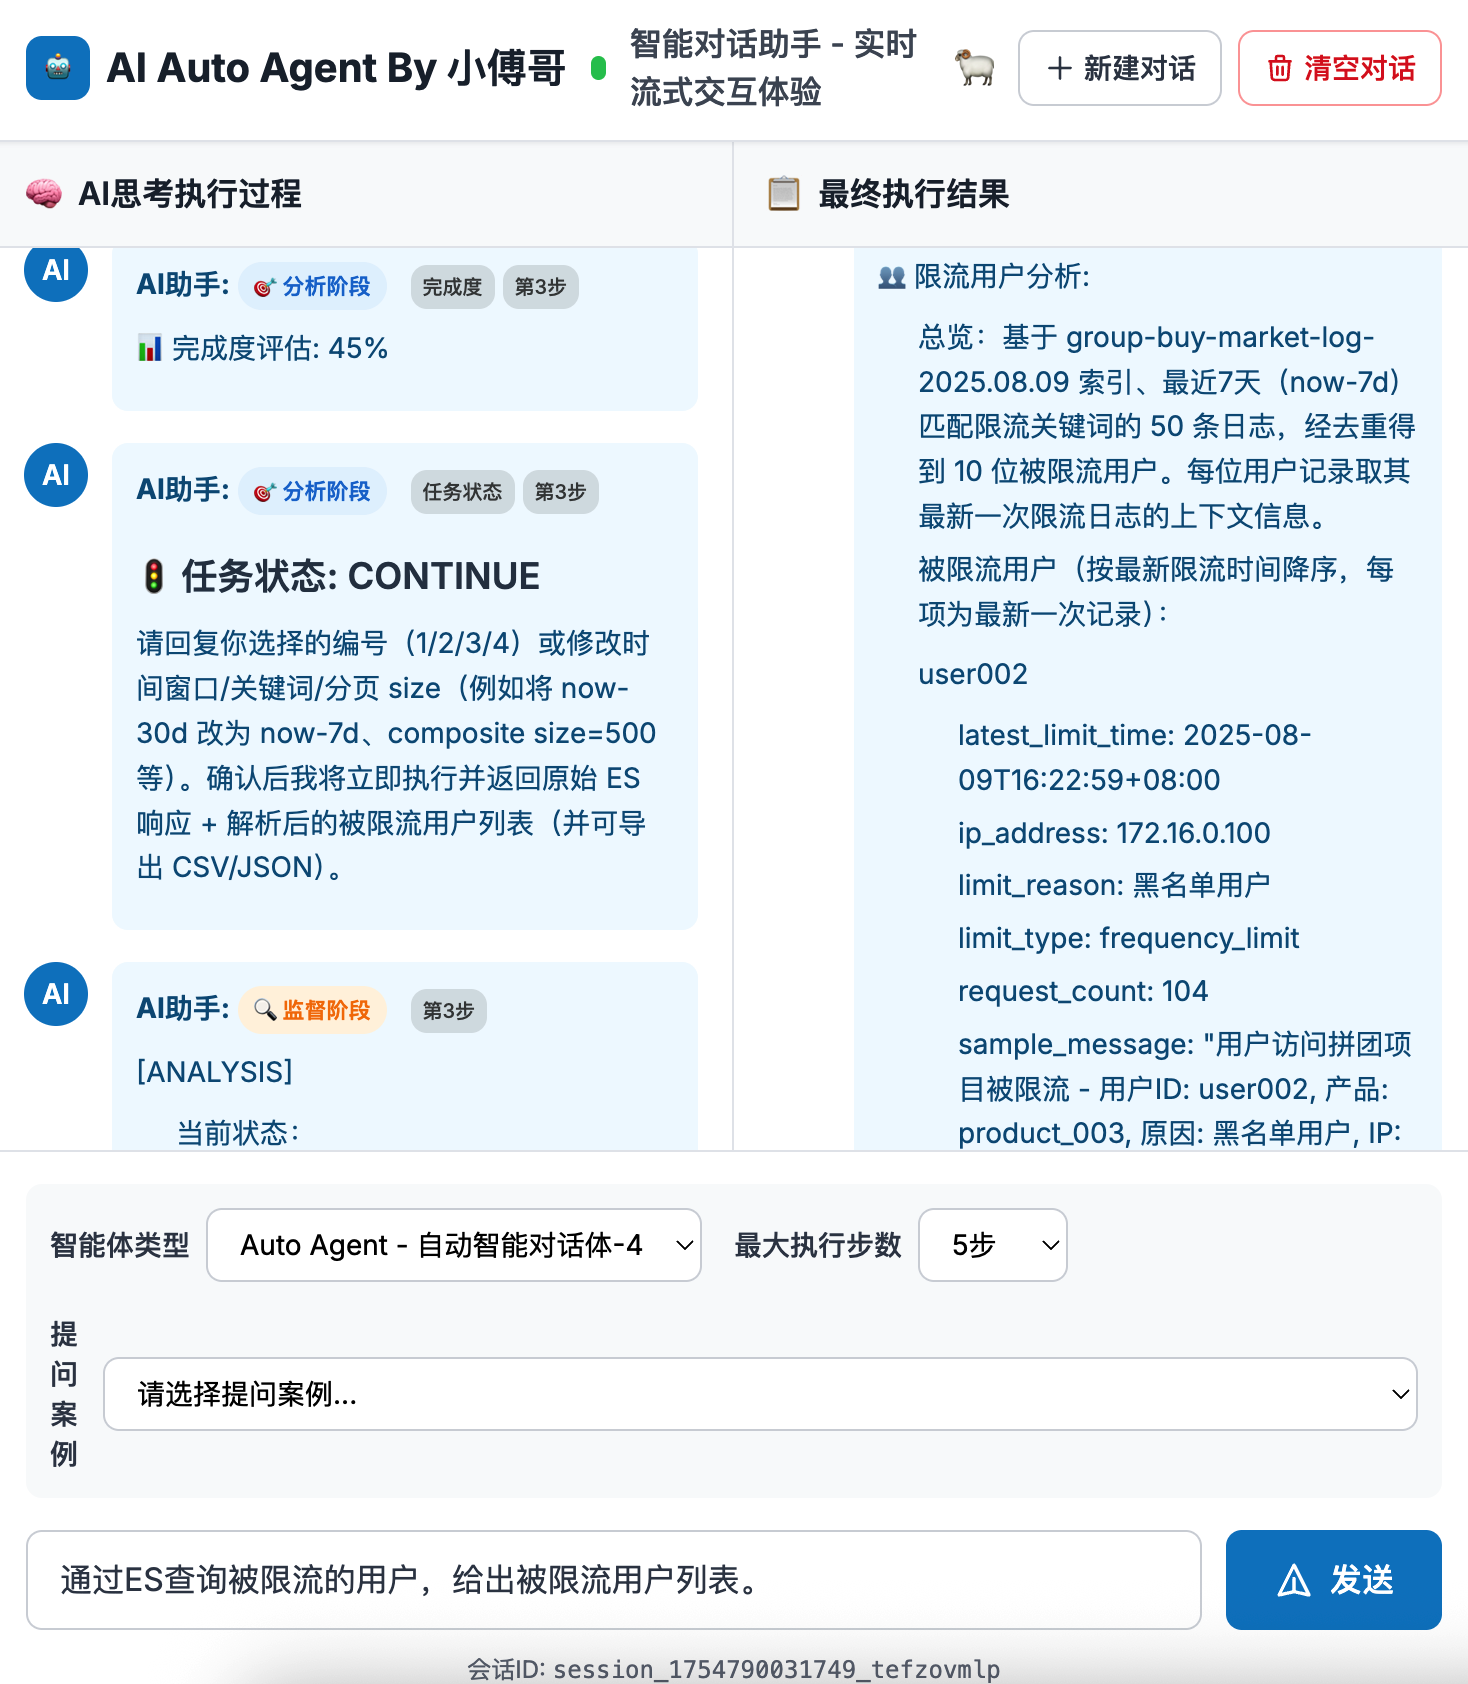 AI Auto Agent By 小傅哥
智能对话助手 - 实时
流式交互体验
新建对话
清空对话
AI思考执行过程
AI
AI助手: 分析阶段 完成度 第3步
完成度评估: 45%
AI
AI助手: 分析阶段 任务状态 第3步
任务状态: CONTINUE
请回复你选择的编号（1/2/3/4）或修改时
间窗口/关键词/分页 size（例如将 now-
30d 改为 now-7d、composite size=500
等）。确认后我将立即执行并返回原始 ES
响应 + 解析后的被限流用户列表（并可导
出 CSV/JSON）。
AI
AI助手: 监督阶段 第3步
[ANALYSIS]
当前状态：
最终执行结果
限流用户分析:
总览：基于 group-buy-market-log-
2025.08.09 索引、最近7天（now-7d）
匹配限流关键词的 50 条日志，经去重得
到 10 位被限流用户。每位用户记录取其
最新一次限流日志的上下文信息。
被限流用户（按最新限流时间降序，每
项为最新一次记录）：
user002
latest_limit_time: 2025-08-
09T16:22:59+08:00
ip_address: 172.16.0.100
limit_reason: 黑名单用户
limit_type: frequency_limit
request_count: 104
sample_message: "用户访问拼团项
目被限流 - 用户ID: user002, 产品:
product_003, 原因: 黑名单用户, IP:
智能体类型 Auto Agent - 自动智能对话体-4 最大执行步数 5步
提
问
案
例
请选择提问案例...
通过ES查询被限流的用户，给出被限流用户列表。
发送
会话ID: session_1754790031749_tefzovmlp